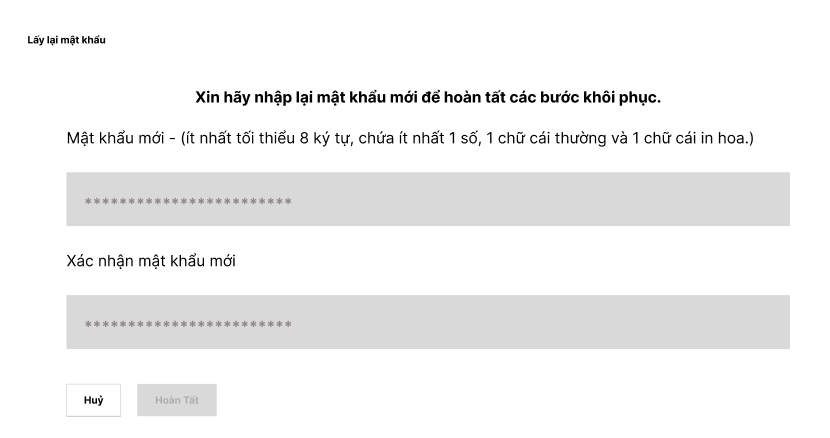 Lấy lại mật khẩu
Xin hãy nhập lại mật khẩu mới để hoàn tất các bước khôi phục.
Mật khẩu mới - (ít nhất tối thiểu 8 ký tự, chứa ít nhất 1 số, 1 chữ cái thường và 1 chữ cái in hoa.)
************************
Xác nhận mật khẩu mới
************************
Huỷ Hoàn Tất